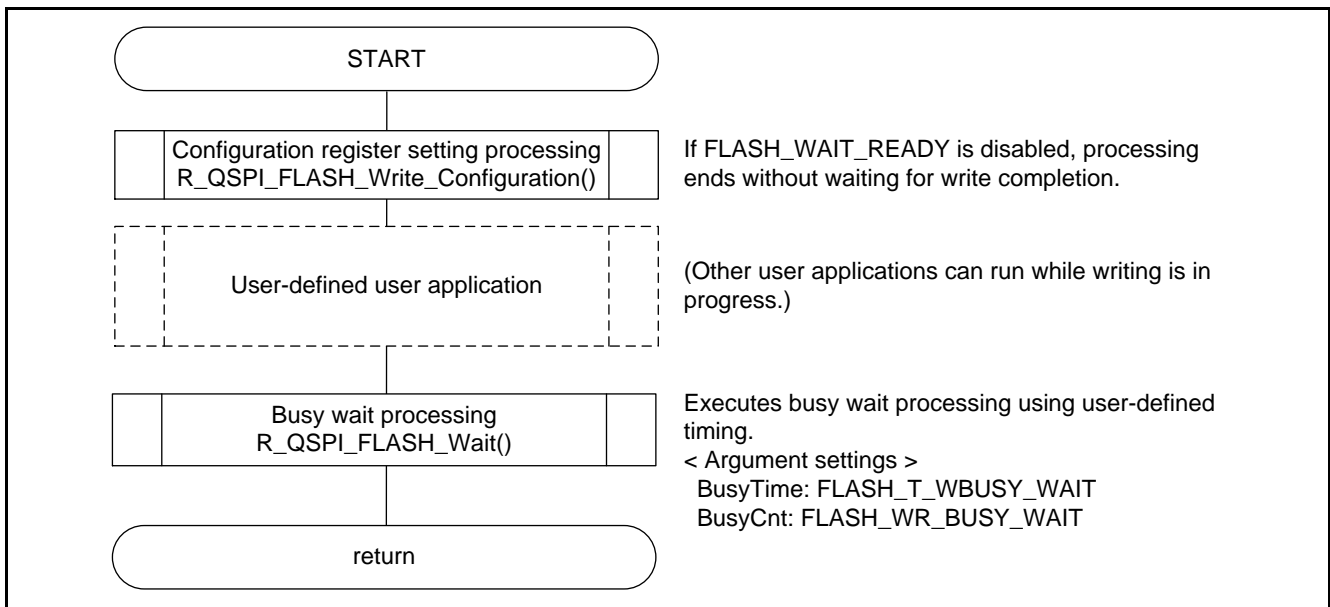 START
Configuration register setting processing
R_QSPI_FLASH_Write_Configuration()
If FLASH_WAIT_READY is disabled, processing
ends without waiting for write completion.
User-defined user application
(Other user applications can run while writing is in
progress.)
Busy wait processing
R_QSPI_FLASH_Wait()
Executes busy wait processing using user-defined
timing.
< Argument settings >
BusyTime: FLASH_T_WBUSY_WAIT
BusyCnt: FLASH_WR_BUSY_WAIT
return